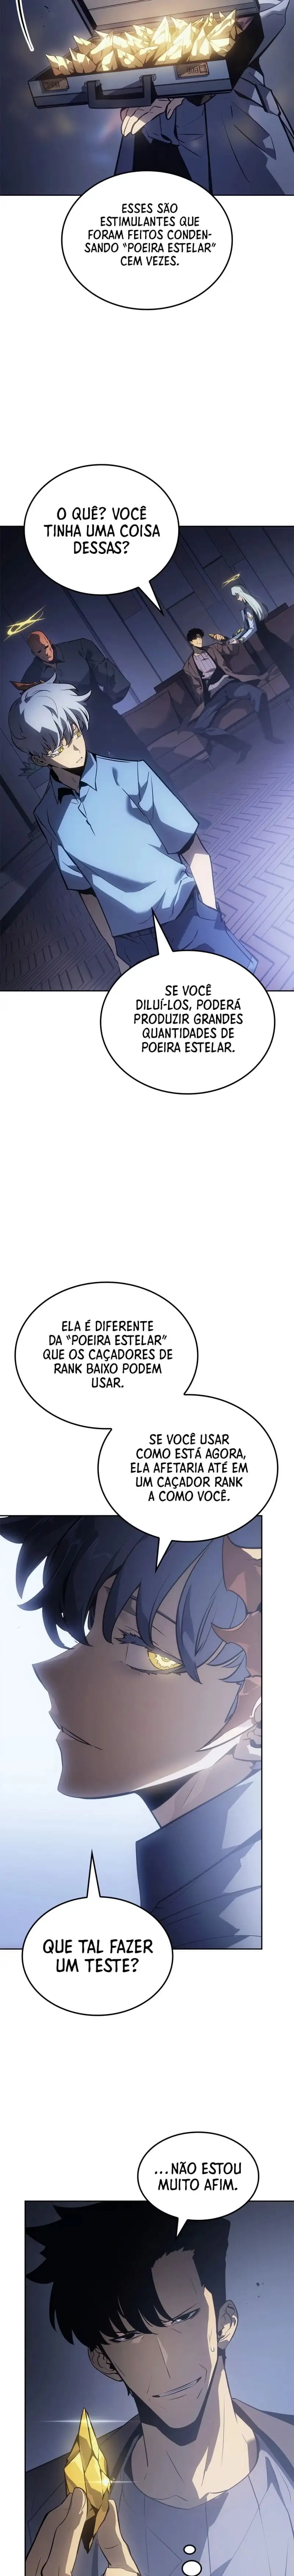 ESSES SÃO
ESTIMULANTES QUE
FORAM FEITOS CONDEN-
SANDO "POEIRA ESTELAR"
CEM VEZES.
O QUÊ? VOCÊ
TINHA UMA COISA
DESSAS?
SE VOCÊ
DILUÍ-LOS, PODERÁ
PRODUZIR GRANDES
QUANTIDADES DE
POEIRA ESTELAR.
ELA É DIFERENTE
DA "POEIRA ESTELAR"
QUE OS CAÇADORES DE
RANK BAIXO PODEM
USAR.
SE VOCÊ USAR
COMO ESTÁ AGORA,
ELA AFETARIA ATÉ EM
UM CAÇADOR RANK
A COMO VOCÊ.
QUE TAL FAZER
UM TESTE?
...NÃO ESTOU
MUITO AFIM.